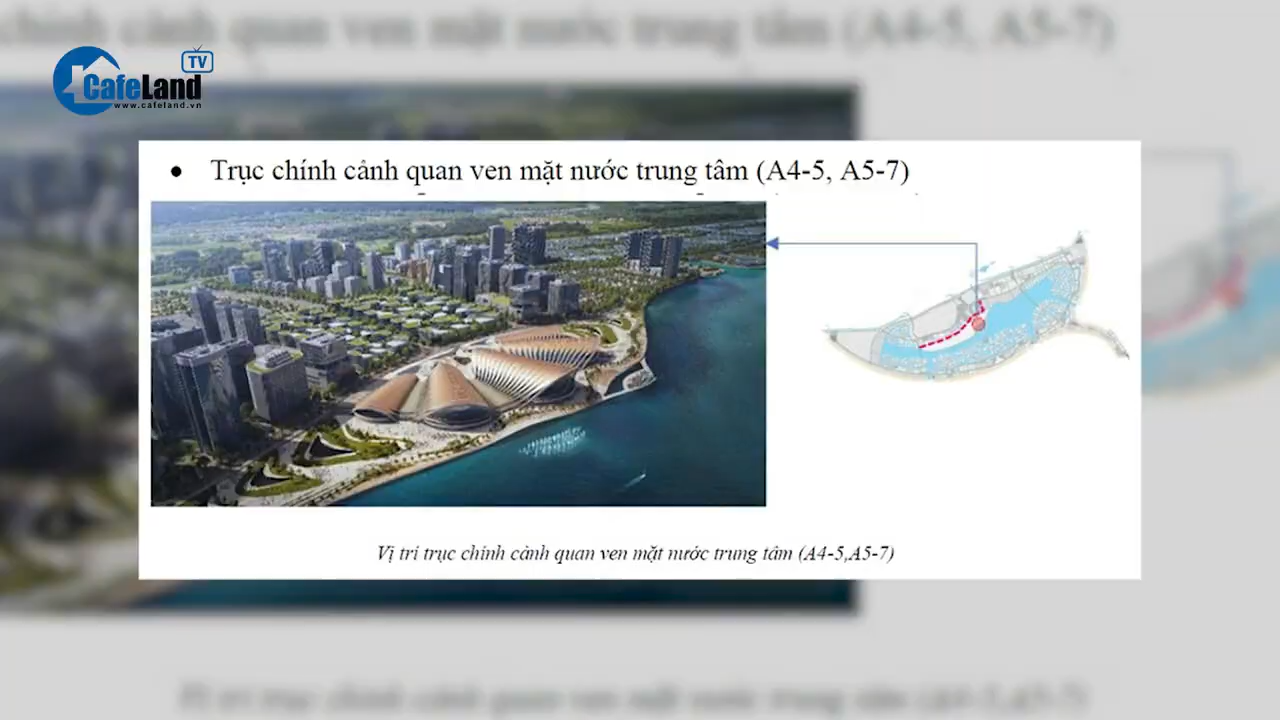 TV
CafeLand
www.cafeland.vn
• Trục chính cảnh quan ven mặt nước trung tâm (A4-5, A5-7)
Vị trí trục chính cảnh quan ven mặt nước trung tâm (A4-5,A5-7)